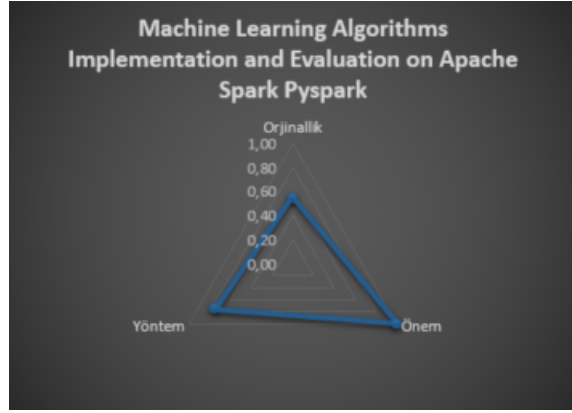 Machine Learning Algorithms
Implementation and Evaluation on Apache
Spark Pyspark
Orjinallik
1,00
0,80
0,60
0,40
0,20
0,00
Yöntem
Önem